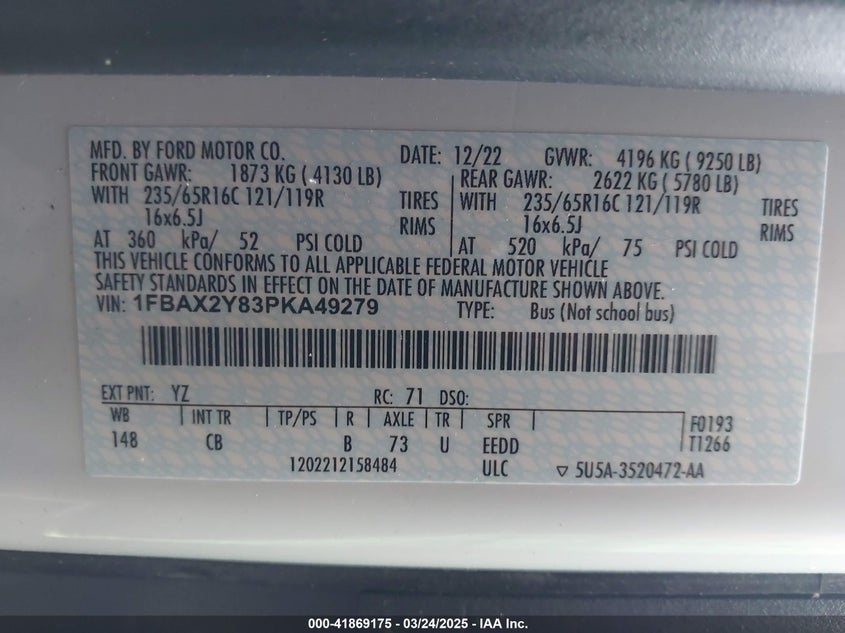 MFD. BY FORD MOTOR CO. DATE: 12/22 GVWR: 4196 KG ( 9250 LB)
FRONT GAWR: 1873 KG ( 4130 LB) REAR GAWR: 2622 KG ( 5780 LB)
WITH 235/65R16C 121/119R TIRES WITH 235/65R16C 121/119R TIRES
16x6.5J RIMS 16x6.5J RIMS
AT 360 kPa/ 52 PSI COLD AT 520 kPa/ 75 PSI COLD
THIS VEHICLE CONFORMS TO ALL APPLICABLE FEDERAL MOTOR VEHICLE
SAFETY STANDARDS IN EFFECT ON THE DATE OF MANUFACTURE SHOWN ABOVE.
VIN: 1FBAX2Y83PKA49279 TYPE: Bus (Not school bus)
EXT PNT: YZ RC: 71 DSO:
WB | INT TR | TP/PS | R | AXLE | TR | SPR | F0193
148 CB B 73 U EEDD T1266
1202212158484 ULC ▽ 5U5A-3520472-AA
000-41869175 - 03/24/2025 - IAA Inc.